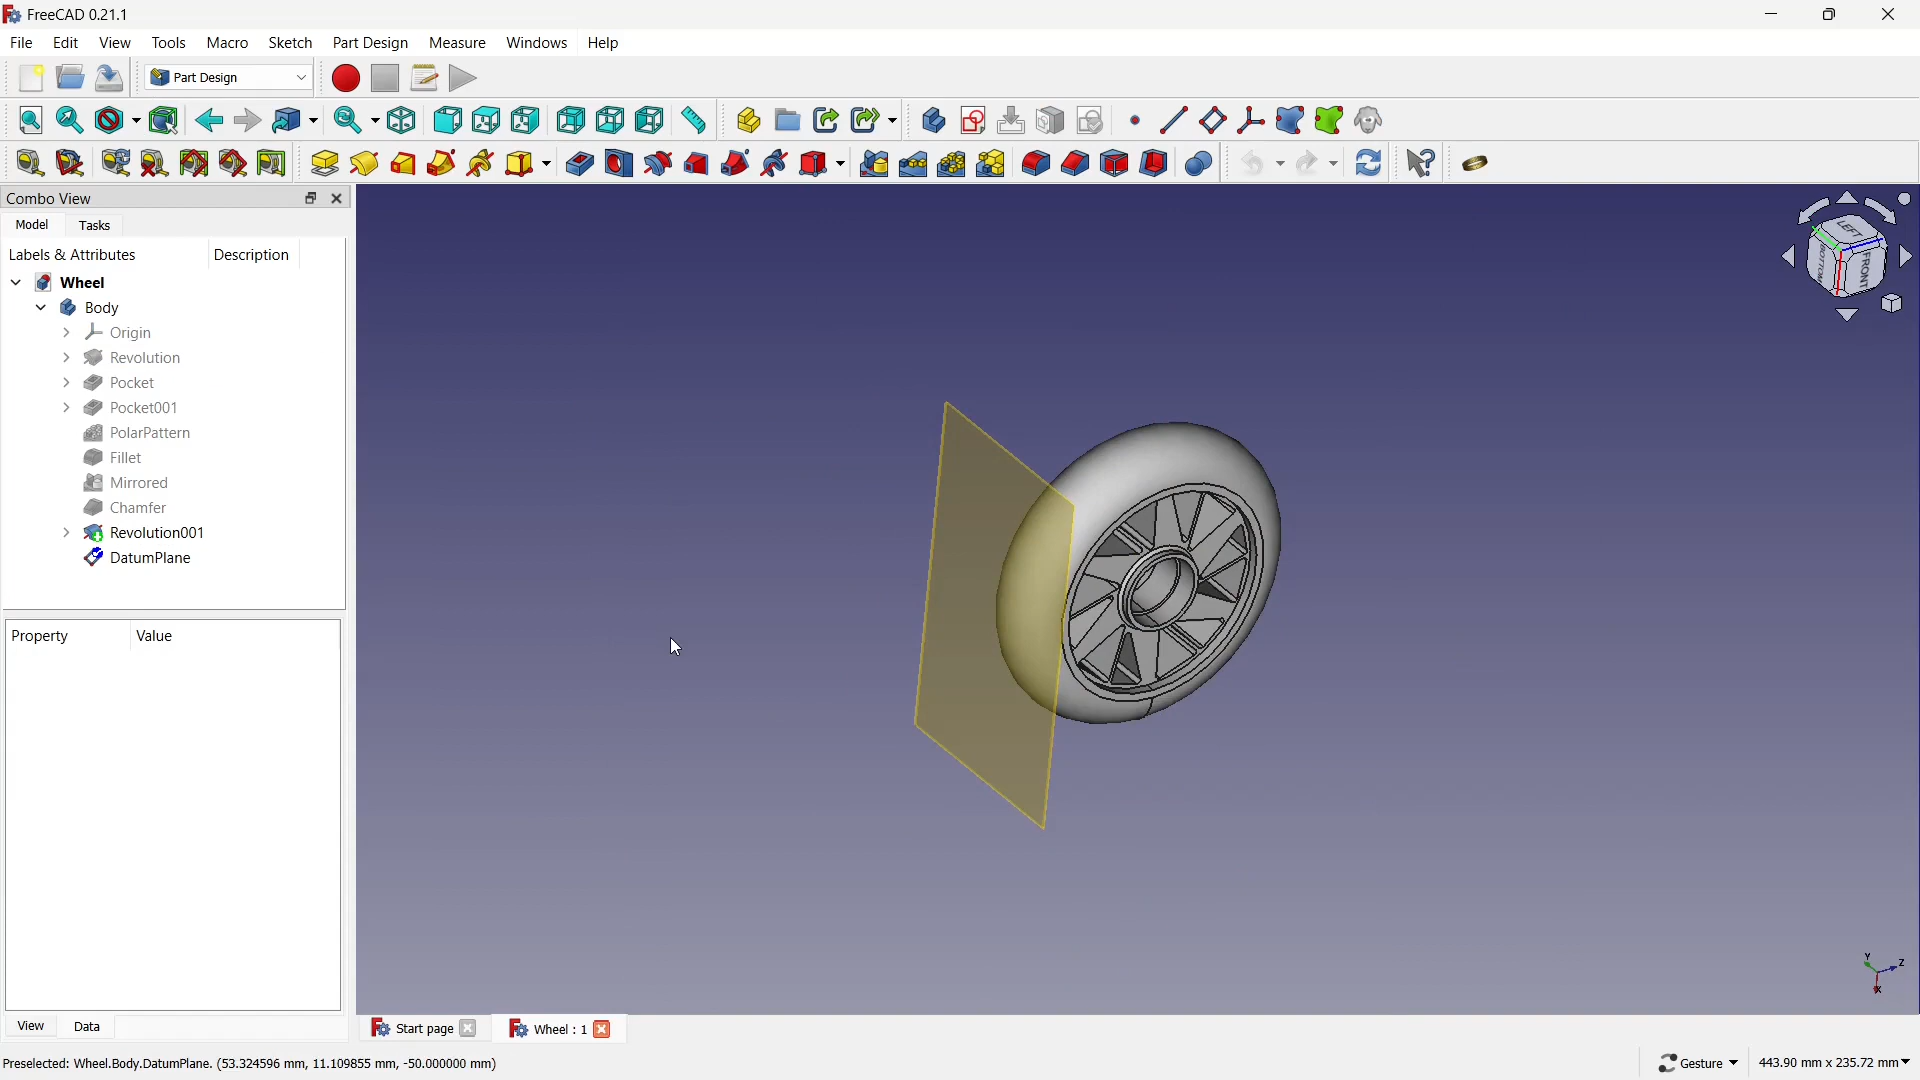 FreeCAD 0.21.1
File Edit View Tools Macro Sketch Part Design Measure Windows Help
Part Design
Combo View
Model Tasks
Labels & Attributes Description
Wheel
Body
Origin
Revolution
Pocket
Pocket001
PolarPattern
Fillet
Mirrored
Chamfer
Revolution001
DatumPlane
Property Value
View Data
LEFT
FRONT
BOTTOM
Y
Z
X
Start page Wheel : 1
Preselected: Wheel.Body.DatumPlane. (53.324596 mm, 11.109855 mm, -50.000000 mm) Gesture 443.90 mm x 235.72 mm